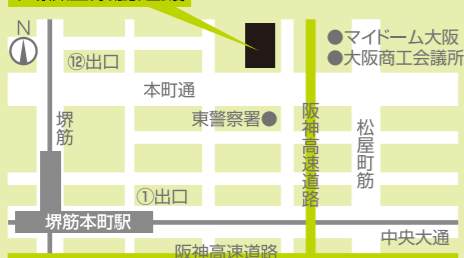 N
●マイドーム大阪
●大阪商工会議所
⑫出口
本町通
堺筋
東警察署●
阪神高速道路
松屋町筋
①出口
堺筋本町駅
中央大通
阪神高速道路